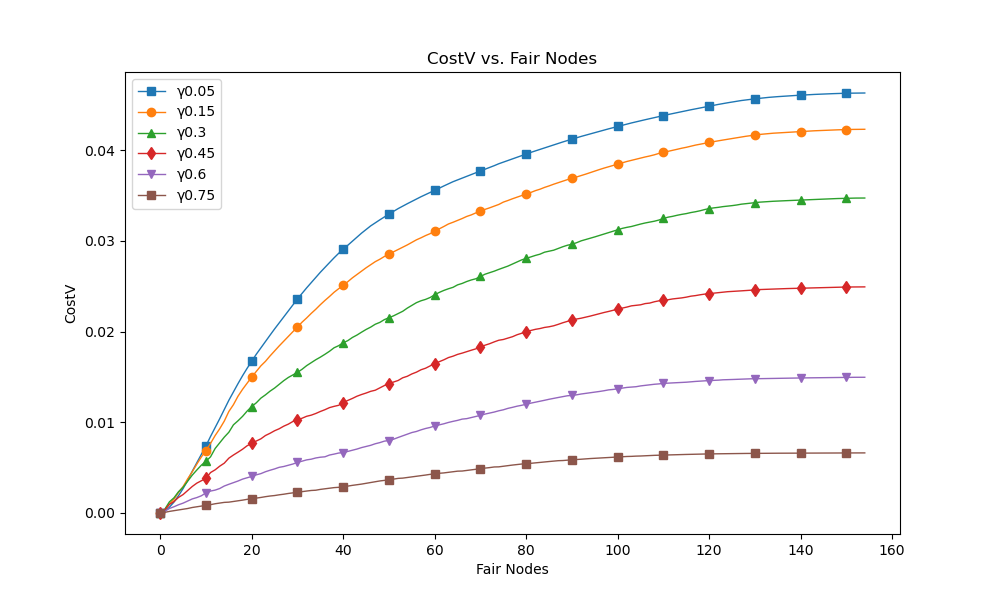 CostV vs. Fair Nodes
γ0.05
γ0.15
γ0.3
γ0.45
γ0.6
γ0.75
CostV
0.04
0.03
0.02
0.01
0.00
0 20 40 60 80 100 120 140 160
Fair Nodes